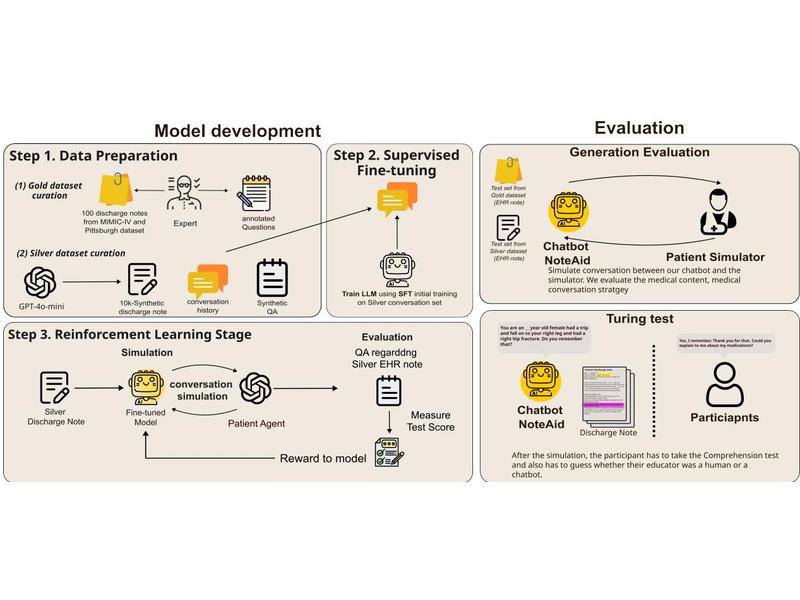 Model development
Evaluation
Step 1. Data Preparation
(1) Gold dataset
curation
100 discharge notes
from MIMIC-IV and
Pittsburgh dataset
Expert
annotated
Questions
(2) Silver dataset curation
GPT-4o-mini
10k-Synthetic
discharge note
conversation
history
Synthetic
QA
Step 2. Supervised
Fine-tuning
Train LLM using SFT initial training
on Silver conversation set
Step 3. Reinforcement Learning Stage
Simulation
Silver
Discharge Note
Fine-tuned
Model
conversation
simulation
Patient Agent
Evaluation
QA regarddng
Silver EHR note
Measure
Test Score
Reward to model
Generation Evaluation
Test set from
Gold dataset
(EHR note)
Test set from
Silver dataset
(EHR note)
Chatbot
NoteAid
Patient Simulator
Simulate conversation between our chatbot and the
simulator. We evaluate the medical content, medical
conversation stratgey
Turing test
You are an _ year old female had a trip
and fall on to your right leg and had a
right hip fracture. Do you remember
that?
Yes, I remember. Thank you for that. Could you
explain to me about my medications?
Chatbot
NoteAid
Discharge Note
Particiapnts
After the simulation, the participant has to take the Comprehension test
and also has to guess whether their educator was a human or a
chatbot.